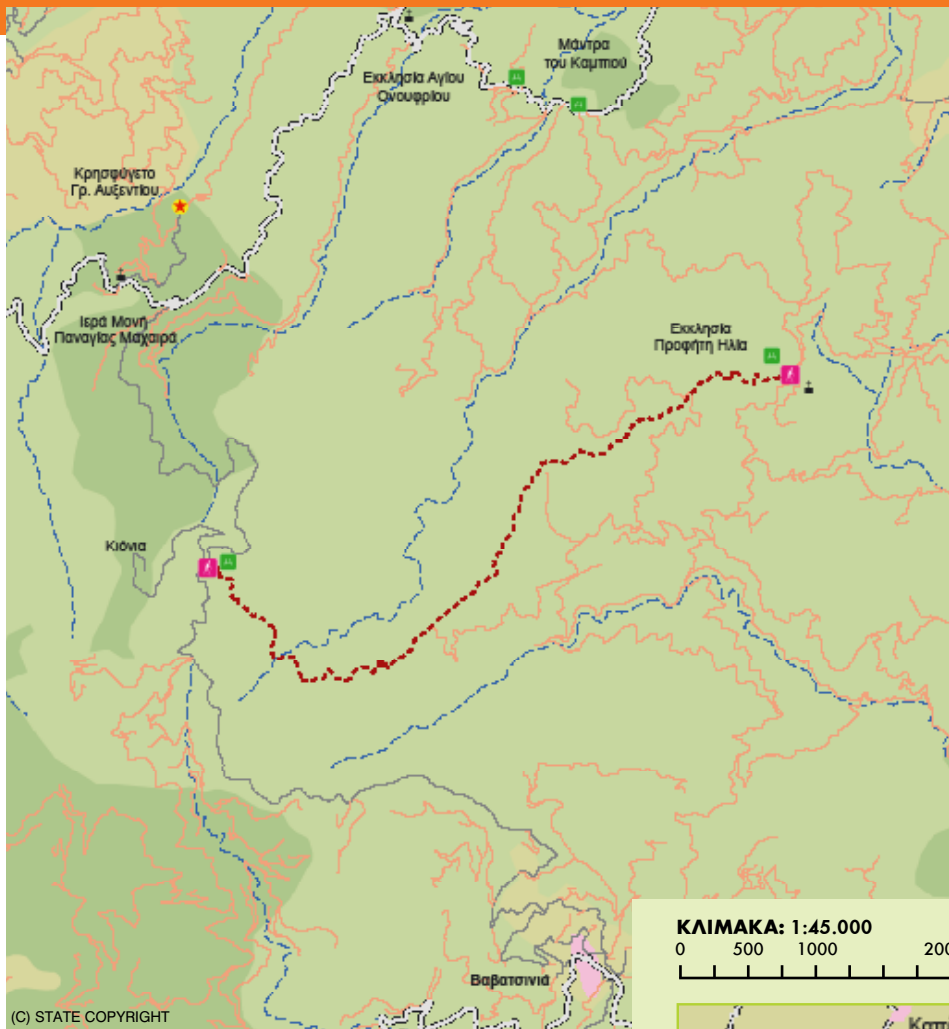 Μάντρα
του Καμπιού
Εκκλησία Αγίου
Ονουφρίου
Κρησφύγετο
Γρ. Αυξεντίου
Ιερά Μονή
Παναγίας Μαχαιρά
Εκκλησία
Προφήτη Ηλία
Κιόνια
ΚΛΙΜΑΚΑ: 1:45.000
0 500 1000 200
Βαβατσινιά
(C) STATE COPYRIGHT